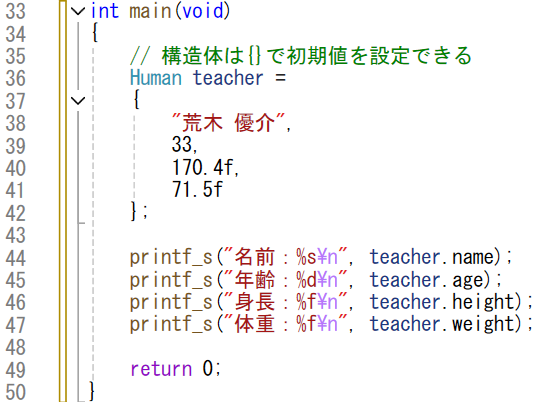 33 int main(void)
34 {
35 // 構造体は{}で初期値を設定できる
36 Human teacher =
37 {
38 "荒木 優介",
39 33,
40 170.4f,
41 71.5f
42 };
43
44 printf_s("名前：%s¥n", teacher.name);
45 printf_s("年齢：%d¥n", teacher.age);
46 printf_s("身長：%f¥n", teacher.height);
47 printf_s("体重：%f¥n", teacher.weight);
48
49 return 0;
50 }